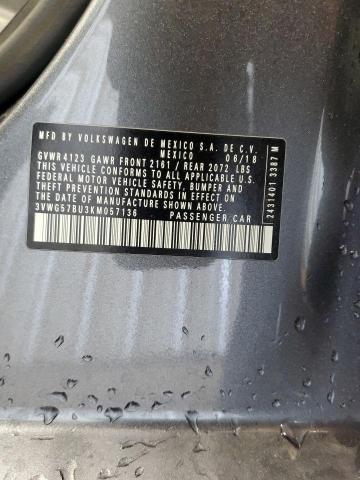 MFD BY VOLKSWAGEN DE MEXICO S.A. DE C.V.
MEXICO 06/18
GVWR4123 GAWR FRONT 2161 / REAR 2072 LBS
THIS VEHICLE CONFORMS TO ALL APPLICABLE U.S.
FEDERAL MOTOR VEHICLE SAFETY, BUMPER AND
THEFT PREVENTION STANDARDS IN EFFECT ON
THE DATE OF MANUFACTURE SHOWN ABOVE.
3VWG57BU3KM057136 PASSENGER CAR
2431401 3387 M